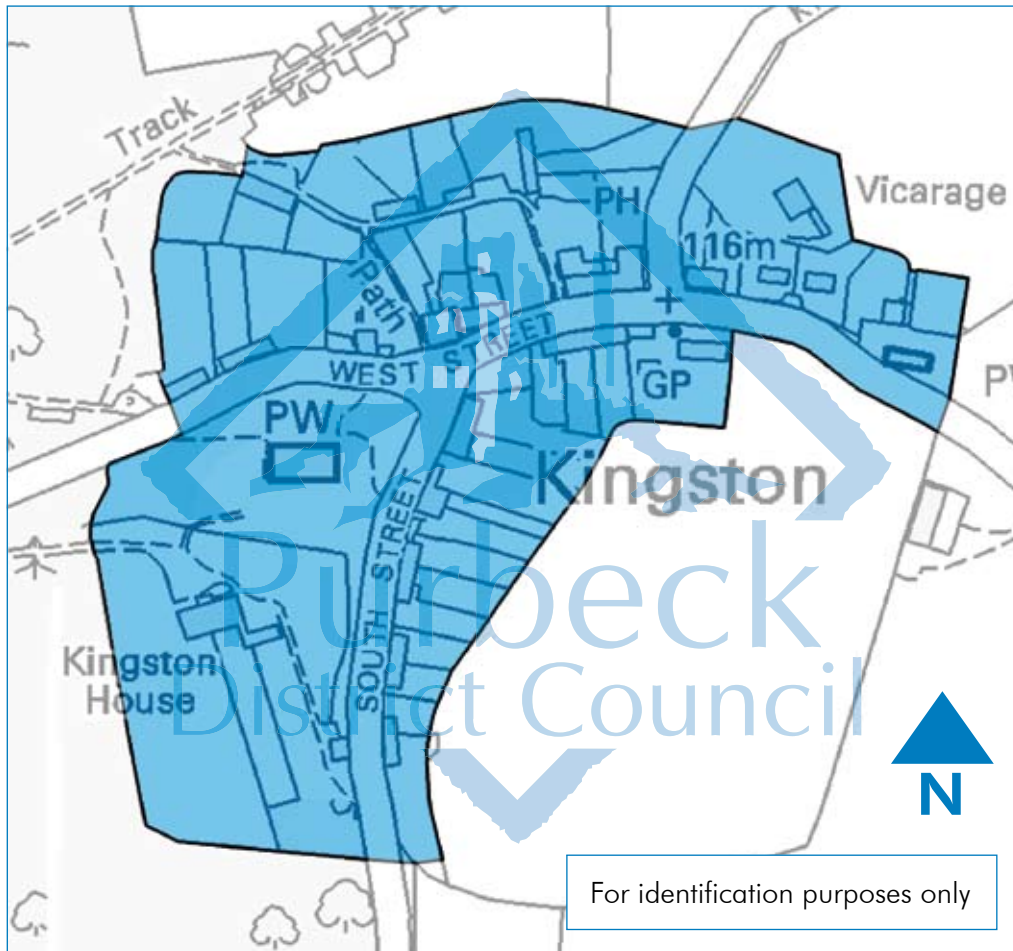 Track
PH
Vicarage
116m
Path
WEST STREET
GP
PW
Kingston
SOUTH STREET
Purbeck
District Council
Kingston
House
N
For identification purposes only